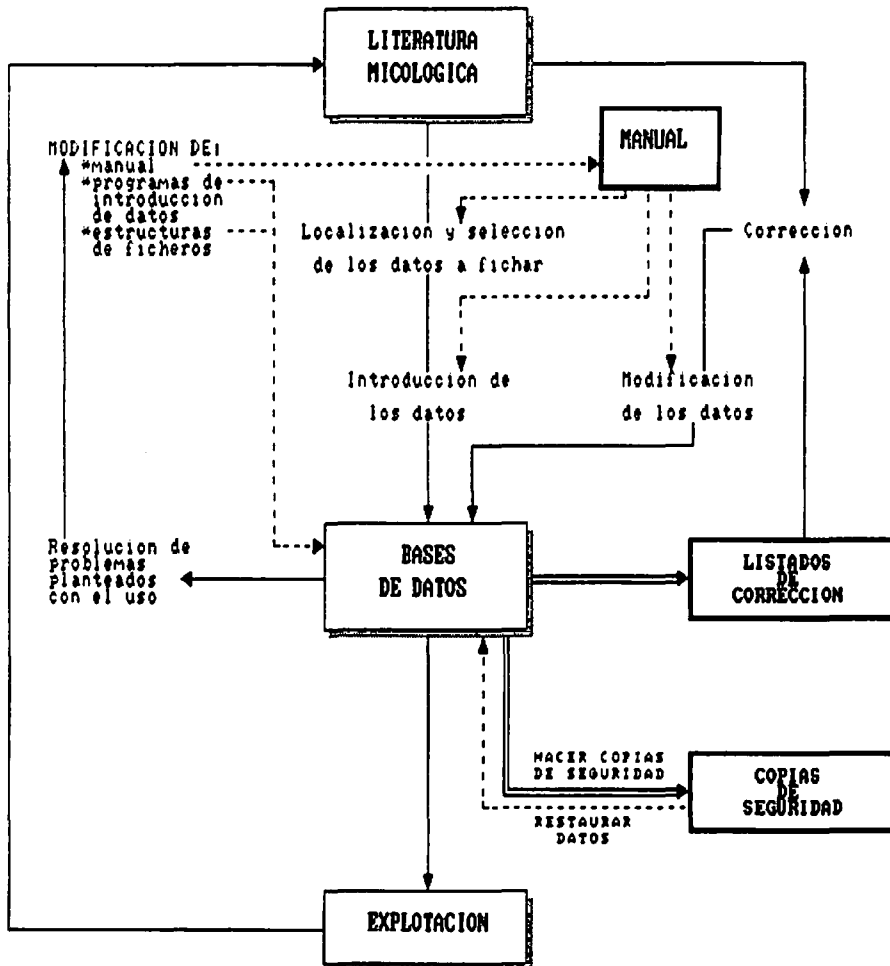 LITERATURA
MICOLOGICA
MANUAL
MODIFICACION DE:
*manual
*programas de
introduccion
de datos
*estructuras
de ficheros
Localizacion y seleccion
de los datos a fichar
Correccion
Introducción de
los datos
Modificacion
de los datos
Resolucion de
problemas
planteados
con el uso
BASES
DE DATOS
LISTADOS
DE
CORRECCION
HACER COPIAS
DE SEGURIDAD
COPIAS
DE
SEGURIDAD
RESTAURAR
DATOS
EXPLOTACION